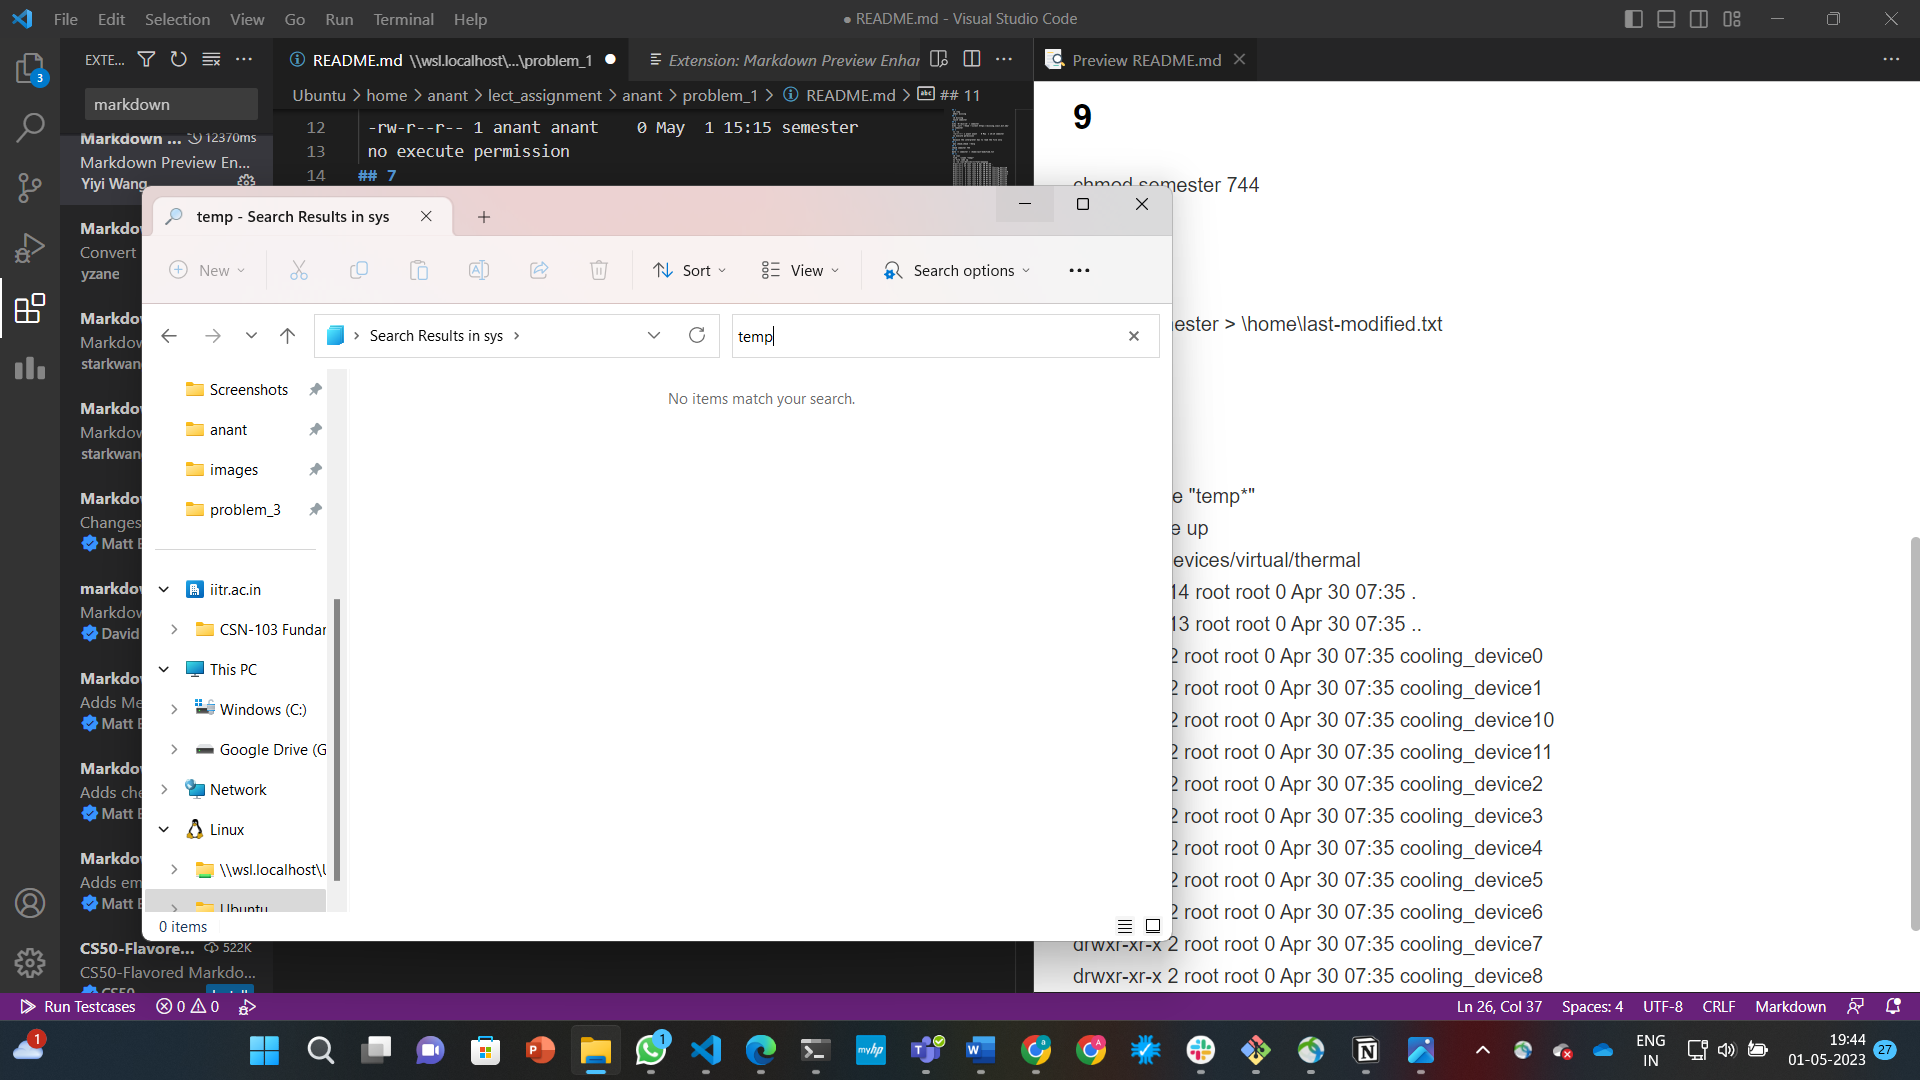 File Edit Selection View Go Run Terminal Help
● README.md - Visual Studio Code
EXTE...
3
markdown
Markdown ... 12370ms
Markdown Preview En...
Yiyi Wang
Markdo
Convert
yzane
Markdo
Markdov
starkwan
Markdo
Markdov
starkwan
Markdo
Changes
Matt B
markdo
Markdov
David
Markdo
Adds Me
Matt B
Markdo
Adds che
Matt B
Markdo
Adds em
Matt B
CS50-Flavore... 522K
CS50-Flavored Markdo...
README.md \\wsl.localhost\...\problem_1
Extension: Markdown Preview Enhan
Ubuntu > home > anant > lect_assignment > anant > problem_1 > README.md > ## 11
12 -rw-r--r-- 1 anant anant 0 May 1 15:15 semester
13 no execute permission
14 ## 7
temp - Search Results in sys
New
Sort
View
Search options
Search Results in sys
temp
Screenshots
anant
images
problem_3
iitr.ac.in
CSN-103 Fundar
This PC
Windows (C:)
Google Drive (G
Network
Linux
\\wsl.localhost\U
Ubuntu
No items match your search.
0 items
Preview README.md
9
chmod semester 744
ester > \home\last-modified.txt
e "temp*"
e up
evices/virtual/thermal
14 root root 0 Apr 30 07:35 .
13 root root 0 Apr 30 07:35 ..
2 root root 0 Apr 30 07:35 cooling_device0
2 root root 0 Apr 30 07:35 cooling_device1
2 root root 0 Apr 30 07:35 cooling_device10
2 root root 0 Apr 30 07:35 cooling_device11
2 root root 0 Apr 30 07:35 cooling_device2
2 root root 0 Apr 30 07:35 cooling_device3
2 root root 0 Apr 30 07:35 cooling_device4
2 root root 0 Apr 30 07:35 cooling_device5
2 root root 0 Apr 30 07:35 cooling_device6
drwxr-xr-x 2 root root 0 Apr 30 07:35 cooling_device7
drwxr-xr-x 2 root root 0 Apr 30 07:35 cooling_device8
Run Testcases
0 0
Ln 26, Col 37 Spaces: 4 UTF-8 CRLF Markdown
1
1
myhp
ENG
IN
19:44
01-05-2023
27